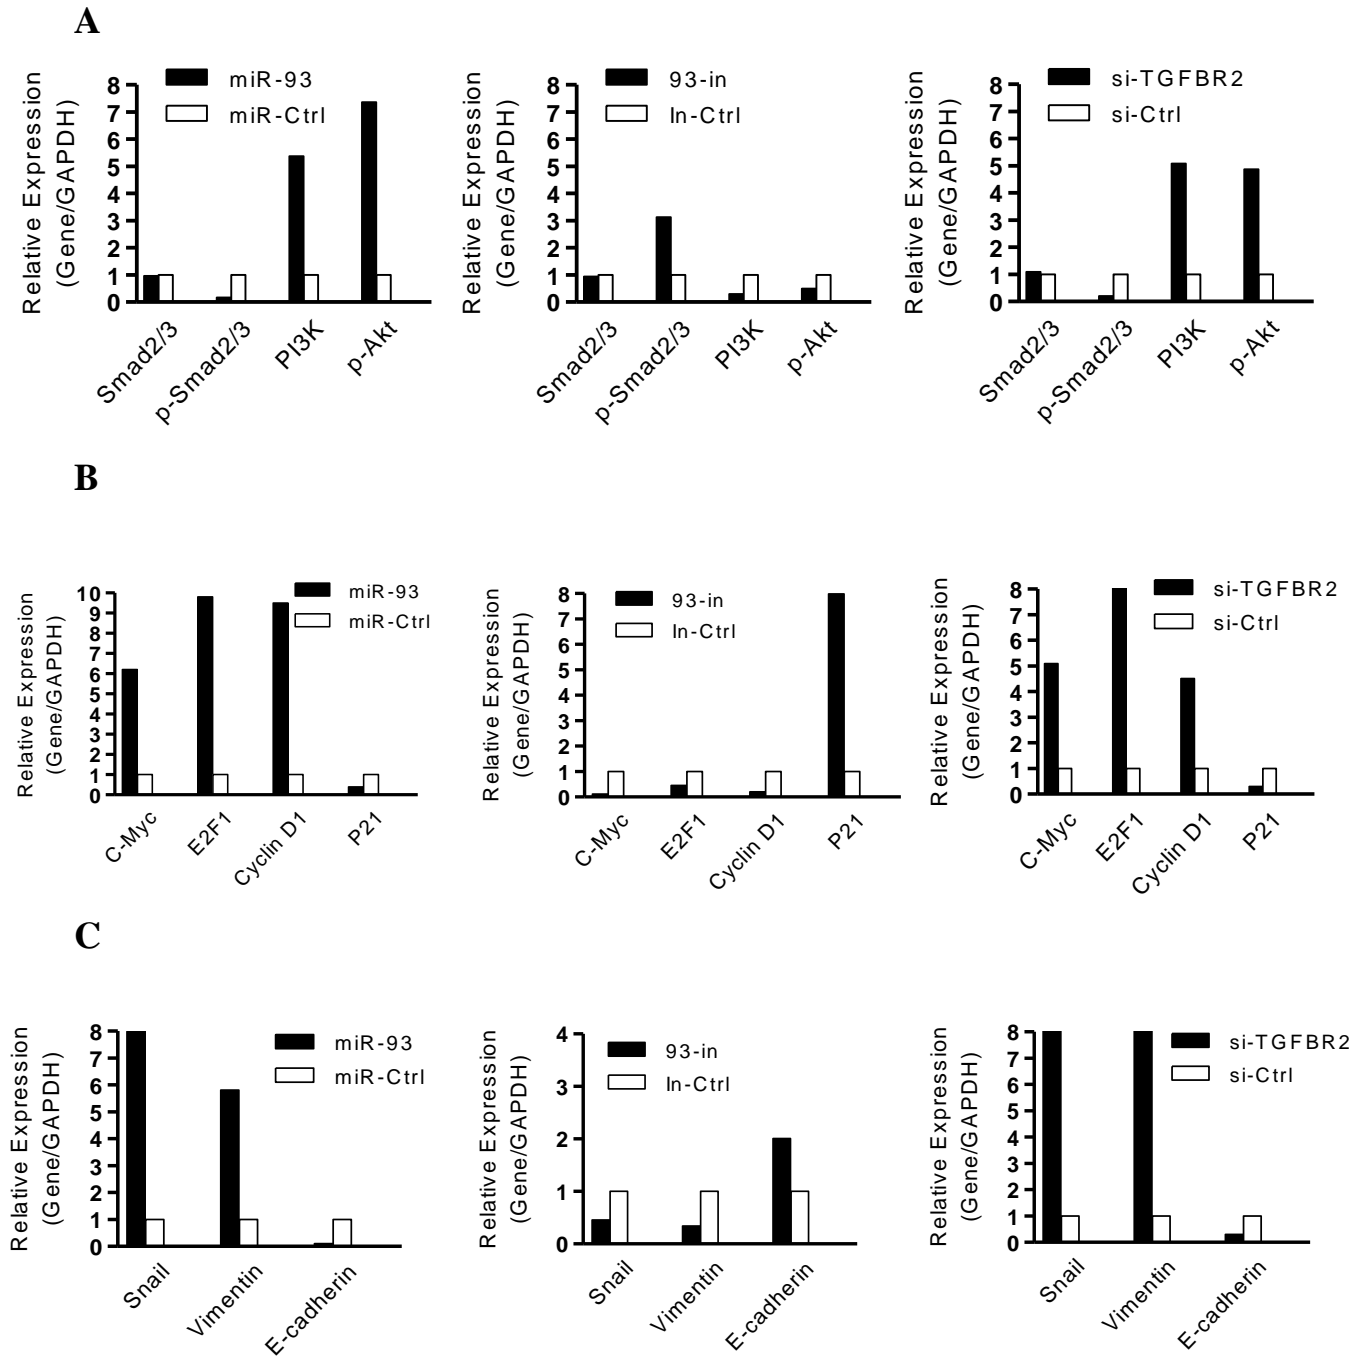 A
miR-93
miR-Ctrl
Relative Expression
(Gene/GAPDH)
8
7
6
5
4
3
2
1
0
Smad2/3
p-Smad2/3
PI3K
p-Akt
93-in
In-Ctrl
Relative Expression
(Gene/GAPDH)
8
7
6
5
4
3
2
1
0
Smad2/3
p-Smad2/3
PI3K
p-Akt
si-TGFBR2
si-Ctrl
Relative Expression
(Gene/GAPDH)
8
7
6
5
4
3
2
1
0
Smad2/3
p-Smad2/3
PI3K
p-Akt
B
miR-93
miR-Ctrl
Relative Expression
(Gene/GAPDH)
10
9
8
7
6
5
4
3
2
1
0
C-Myc
E2F1
Cyclin D1
P21
93-in
In-Ctrl
Relative Expression
(Gene/GAPDH)
8
7
6
5
4
3
2
1
0
C-Myc
E2F1
Cyclin D1
P21
si-TGFBR2
si-Ctrl
Relative Expression
(Gene/GAPDH)
8
7
6
5
4
3
2
1
0
C-Myc
E2F1
Cyclin D1
P21
C
miR-93
miR-Ctrl
Relative Expression
(Gene/GAPDH)
8
7
6
5
4
3
2
1
0
Snail
Vimentin
E-cadherin
93-in
In-Ctrl
Relative Expression
(Gene/GAPDH)
4
3
2
1
0
Snail
Vimentin
E-cadherin
si-TGFBR2
si-Ctrl
Relative Expression
(Gene/GAPDH)
8
7
6
5
4
3
2
1
0
Snail
Vimentin
E-cadherin